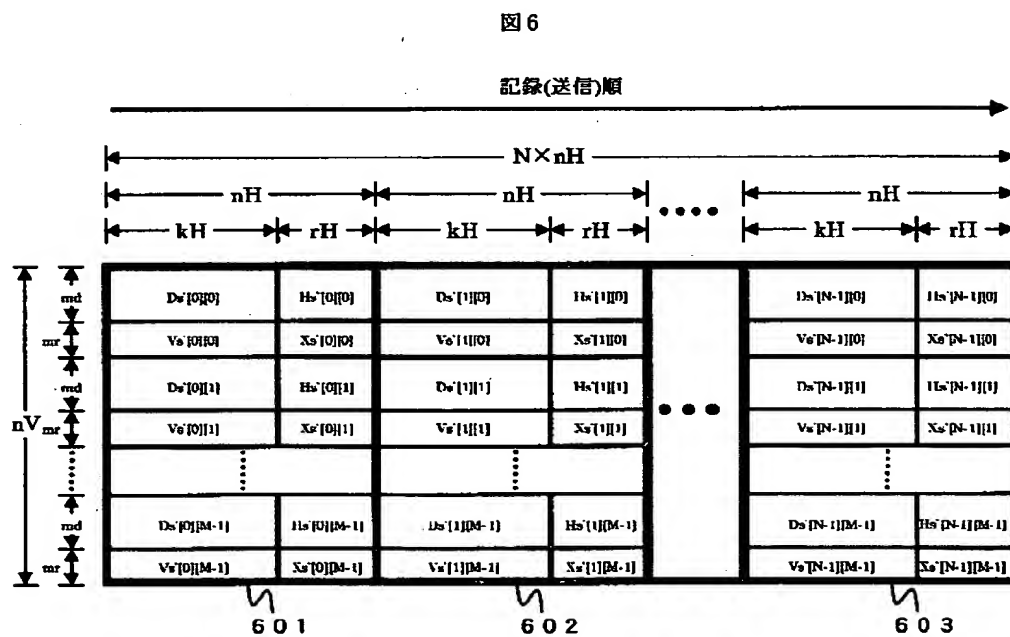 図6
記録(送信)順
N×nH
nH nH nH
kH rH kH rH kH rH
md Ds'[0][0] Hs'[0][0] Ds'[1][0] Hs'[1][0] Ds'[N-1][0] Hs'[N-1][0]
mr Vs'[0][0] Xs'[0][0] Vs'[1][0] Xs'[1][0] Vs'[N-1][0] Xs'[N-1][0]
md Ds'[0][1] Hs'[0][1] Ds'[1][1] Hs'[1][1] Ds'[N-1][1] Hs'[N-1][1]
nV mr Vs'[0][1] Xs'[0][1] Vs'[1][1] Xs'[1][1] Vs'[N-1][1] Xs'[N-1][1]
md Ds'[0][M-1] Hs'[0][M-1] Ds'[1][M-1] Hs'[1][M-1] Ds'[N-1][M-1] Hs'[N-1][M-1]
mr Vs'[0][M-1] Xs'[0][M-1] Vs'[1][M-1] Xs'[1][M-1] Vs'[N-1][M-1] Xs'[N-1][M-1]
601 602 603